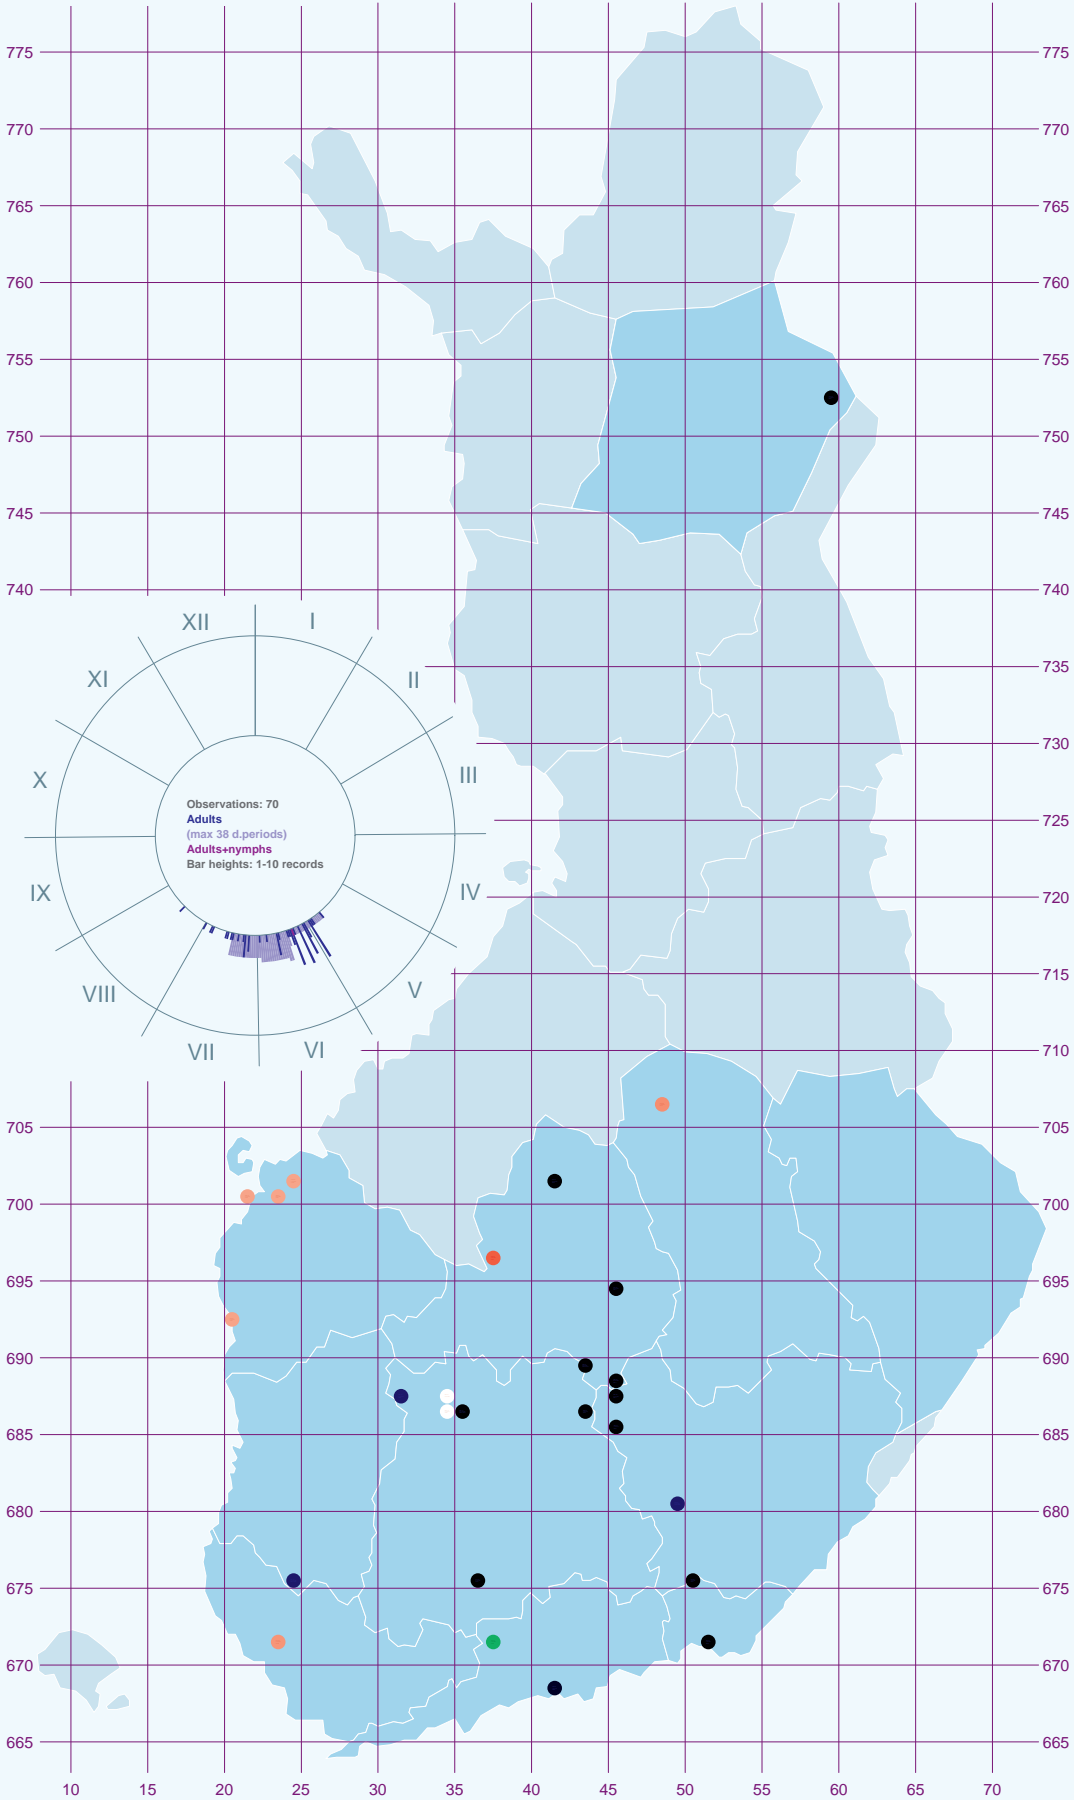 775 775
770 770
765 765
760 760
755 755
750 750
745 745
740 740
XII I
735
XI II
730
X III
Observations: 70
Adults
(max 38 d.periods)
Adults+nymphs
Bar heights: 1-10 records
725
IX IV
720
VIII V
715
VII VI
710
705 705
700 700
695 695
690 690
685 685
680 680
675 675
670 670
665 665
10 15 20 25 30 35 40 45 50 55 60 65 70